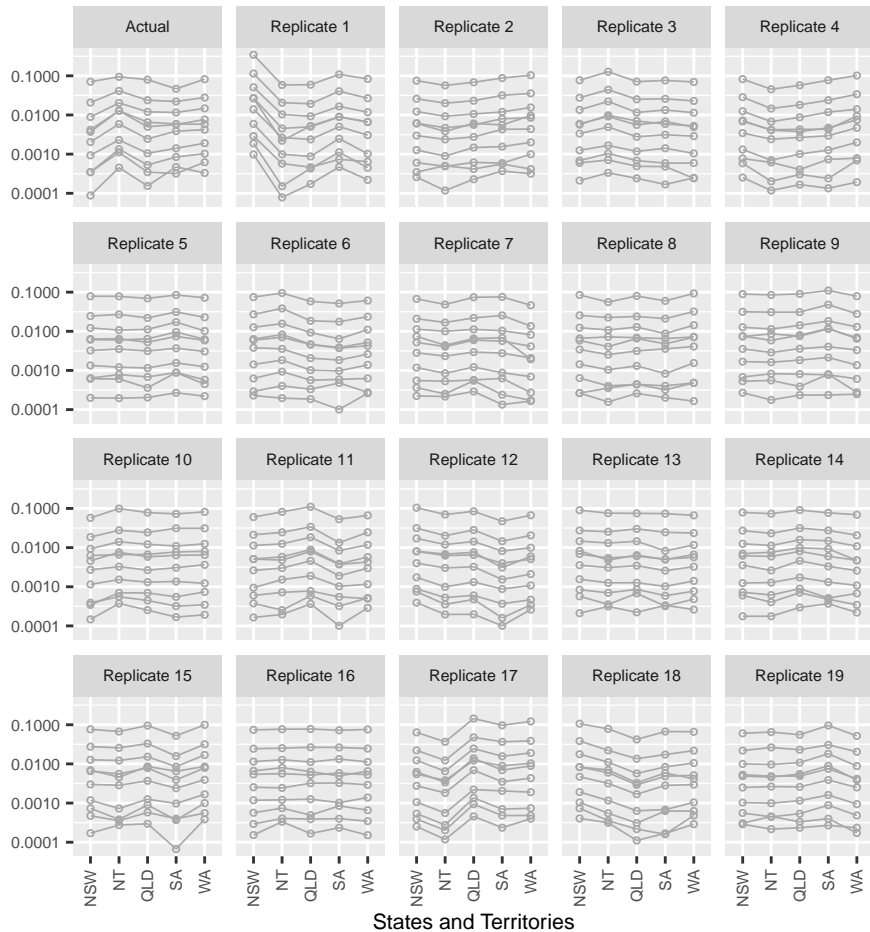 Actual Replicate 1 Replicate 2 Replicate 3 Replicate 4
0.1000
0.0100
0.0010
0.0001
Replicate 5 Replicate 6 Replicate 7 Replicate 8 Replicate 9
0.1000
0.0100
0.0010
0.0001
Replicate 10 Replicate 11 Replicate 12 Replicate 13 Replicate 14
0.1000
0.0100
0.0010
0.0001
Replicate 15 Replicate 16 Replicate 17 Replicate 18 Replicate 19
0.1000
0.0100
0.0010
0.0001
NSW NT QLD SA WA NSW NT QLD SA WA NSW NT QLD SA WA NSW NT QLD SA WA NSW NT QLD SA WA
States and Territories